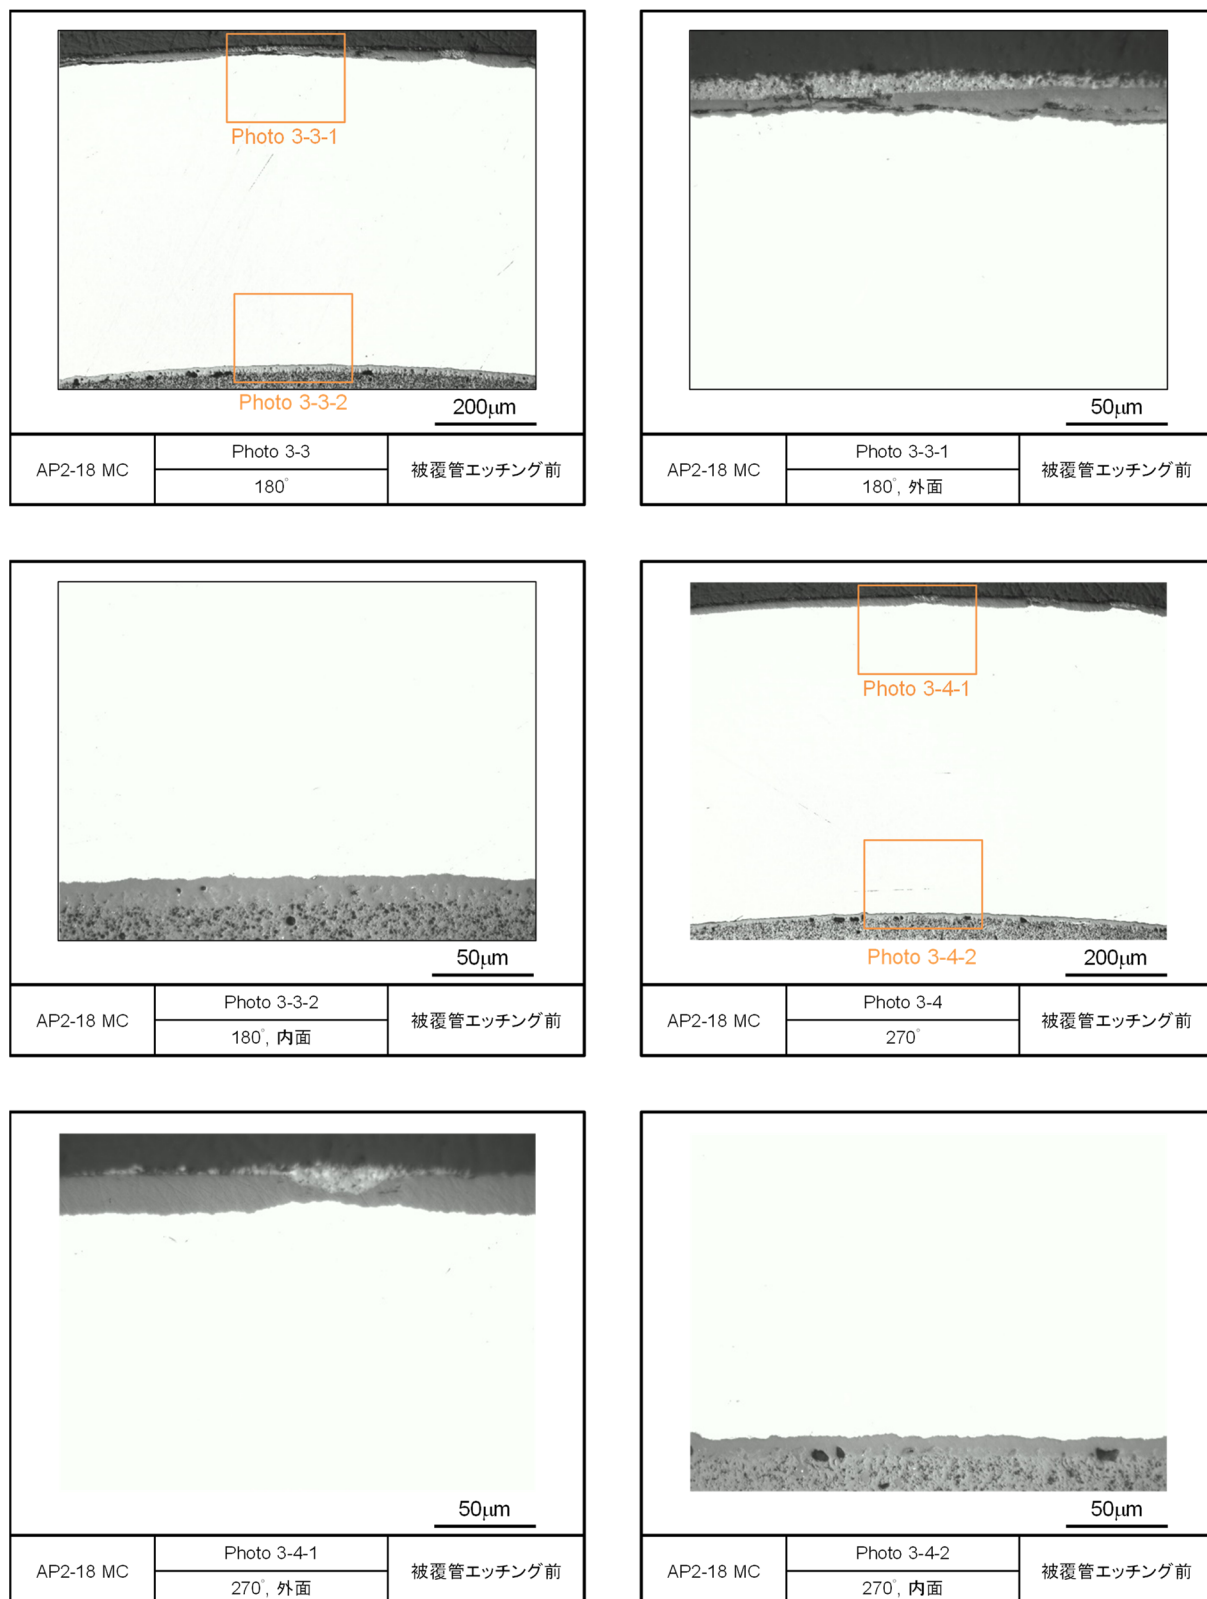 Photo 3-3-1
Photo 3-3-2
200μm
AP2-18 MC
Photo 3-3
180°
被覆管エッチング前
50μm
AP2-18 MC
Photo 3-3-1
180°, 外面
被覆管エッチング前
50μm
AP2-18 MC
Photo 3-3-2
180°, 内面
被覆管エッチング前
Photo 3-4-1
Photo 3-4-2
200μm
AP2-18 MC
Photo 3-4
270°
被覆管エッチング前
50μm
AP2-18 MC
Photo 3-4-1
270°, 外面
被覆管エッチング前
50μm
AP2-18 MC
Photo 3-4-2
270°, 内面
被覆管エッチング前